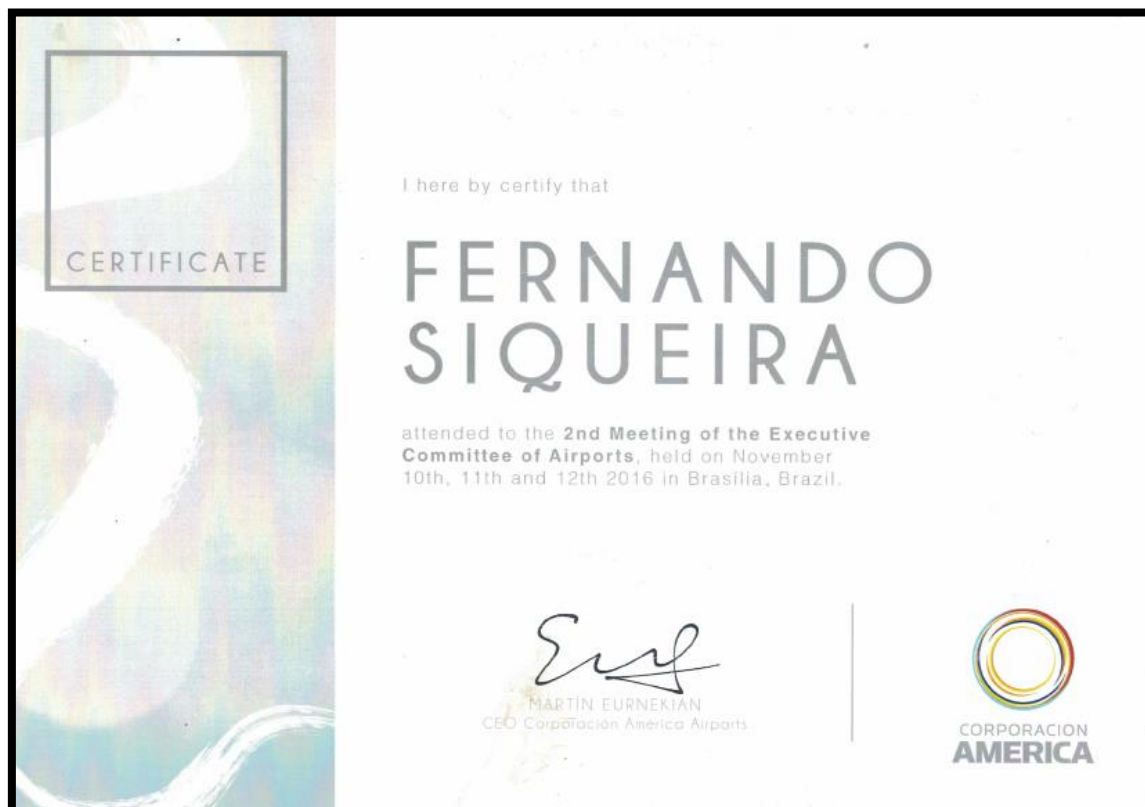 CERTIFICATE
I here by certify that
FERNANDO
SIQUEIRA
attended to the 2nd Meeting of the Executive
Committee of Airports, held on November
10th, 11th and 12th 2016 in Brasília, Brazil.
MARTÍN EURNEKIAN
CEO Corporación América Airports
CORPORACION
AMERICA